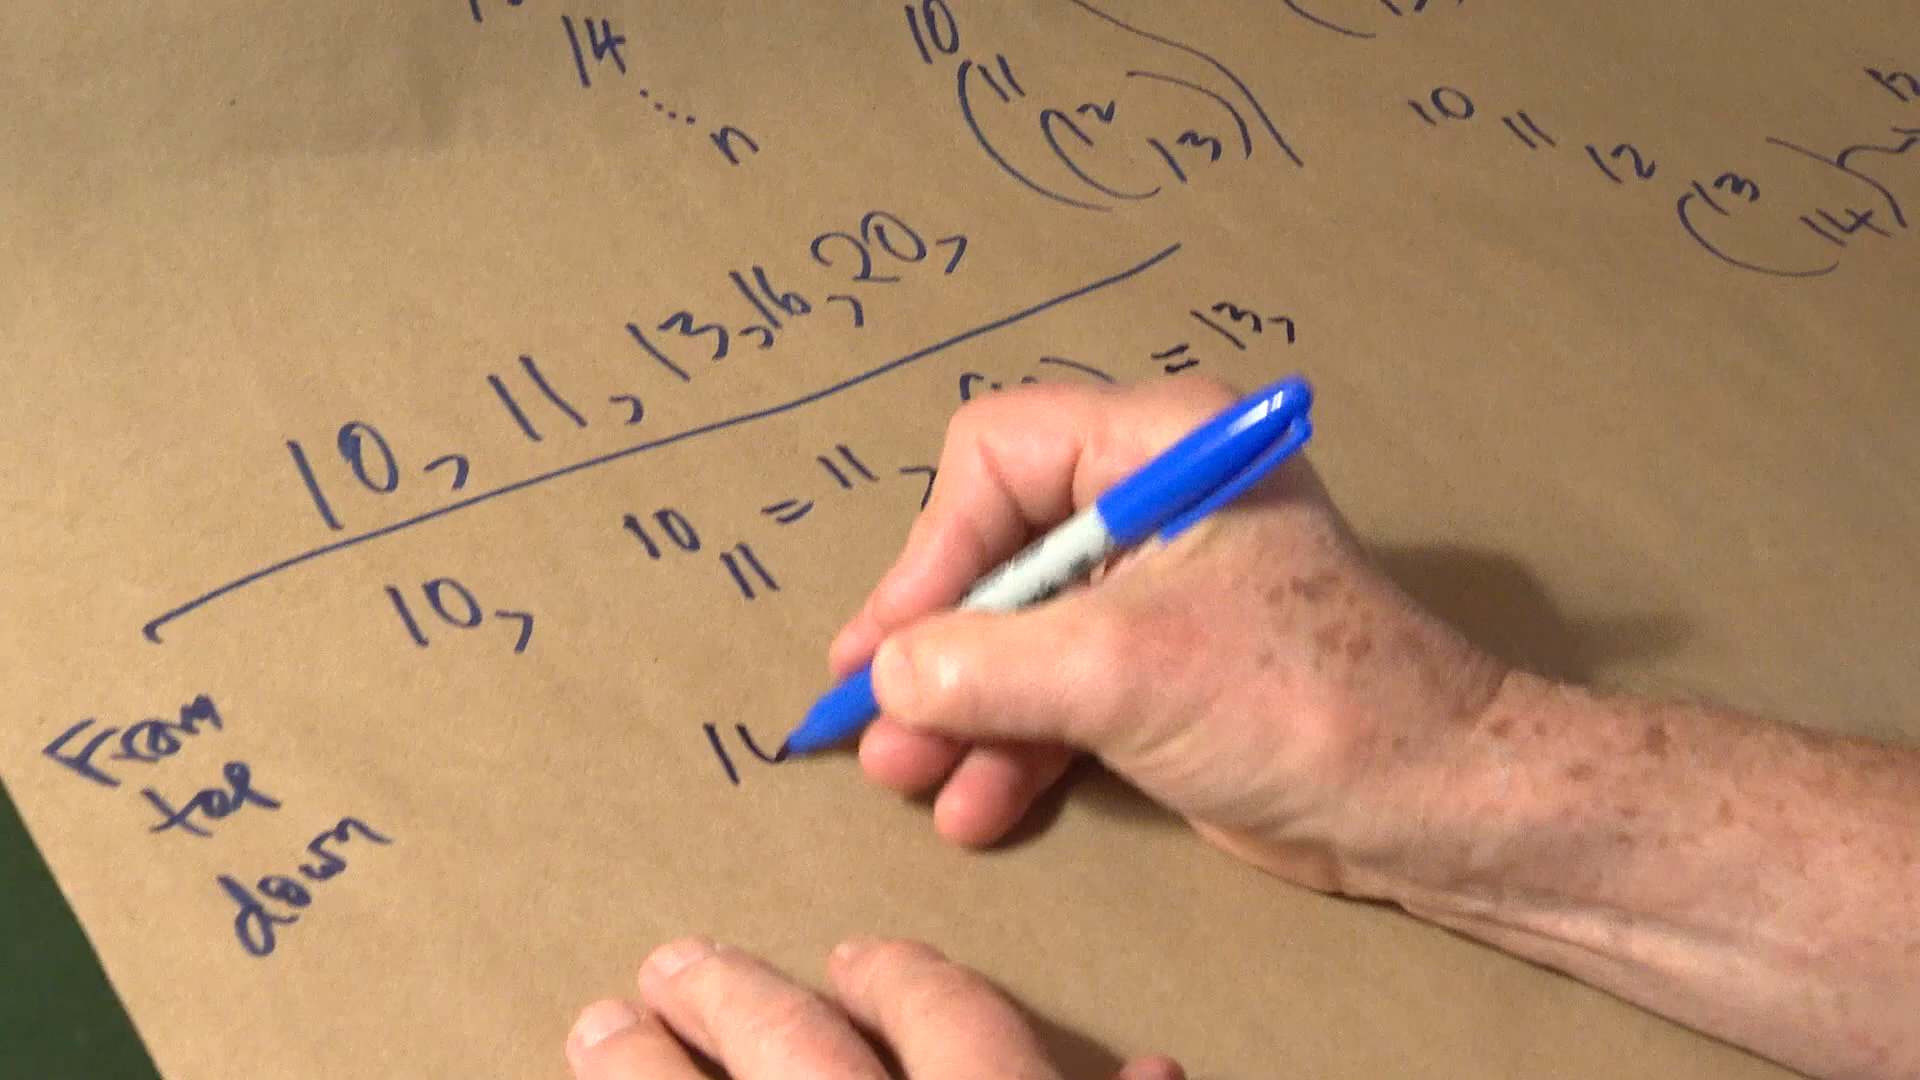 14
.....
n
10
(11
(12
13)
10 11 12
(13
14)
10, 11, 13, 16, 20,
10, 10
11 = 11, = 13,
From
top
down